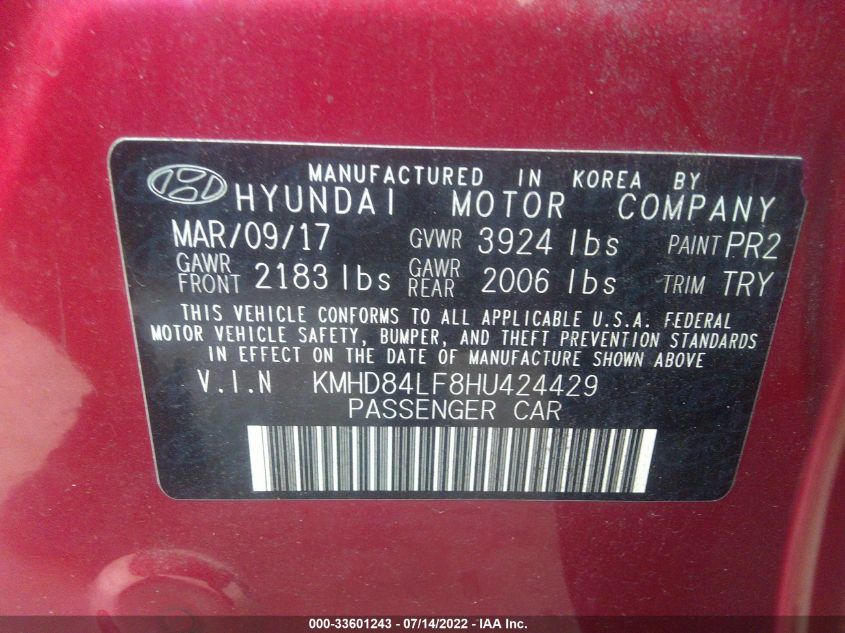 MANUFACTURED IN KOREA BY
HYUNDAI MOTOR COMPANY
MAR/09/17 GVWR 3924 lbs PAINT PR2
GAWR FRONT 2183 lbs GAWR REAR 2006 lbs TRIM TRY
THIS VEHICLE CONFORMS TO ALL APPLICABLE U.S.A. FEDERAL
MOTOR VEHICLE SAFETY, BUMPER, AND THEFT PREVENTION STANDARDS
IN EFFECT ON THE DATE OF MANUFACTURE SHOWN ABOVE
V.I.N KMHD84LF8HU424429
PASSENGER CAR
000-33601243 - 07/14/2022 - IAA Inc.